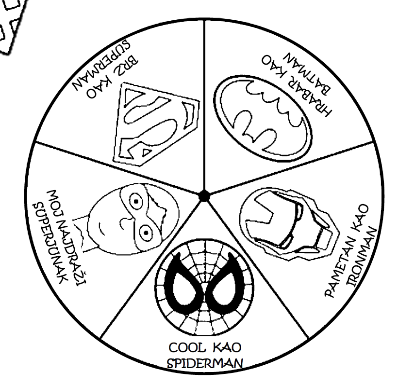 BRZ KAO
SUPERMAN
HRABAR KAO
BATMAN
MOJ NAJDRAŽI
SUPERJUNAK
PAMETAN KAO
IRONMAN
COOL KAO
SPIDERMAN